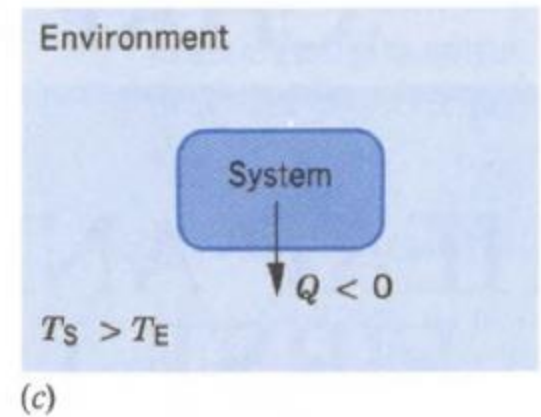 Environment
System
Q < 0
T_S > T_E
(c)